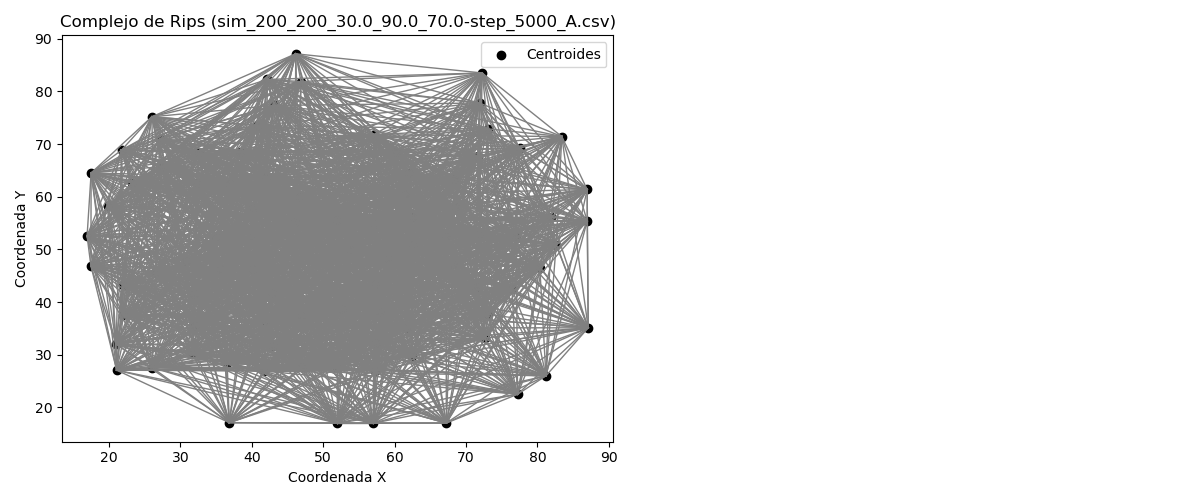 Complejo de Rips (sim_200_200_30.0_90.0_70.0-step_5000_A.csv)
90
Centroides
80
70
60
50
40
30
20
Coordenada Y
20 30 40 50 60 70 80 90
Coordenada X